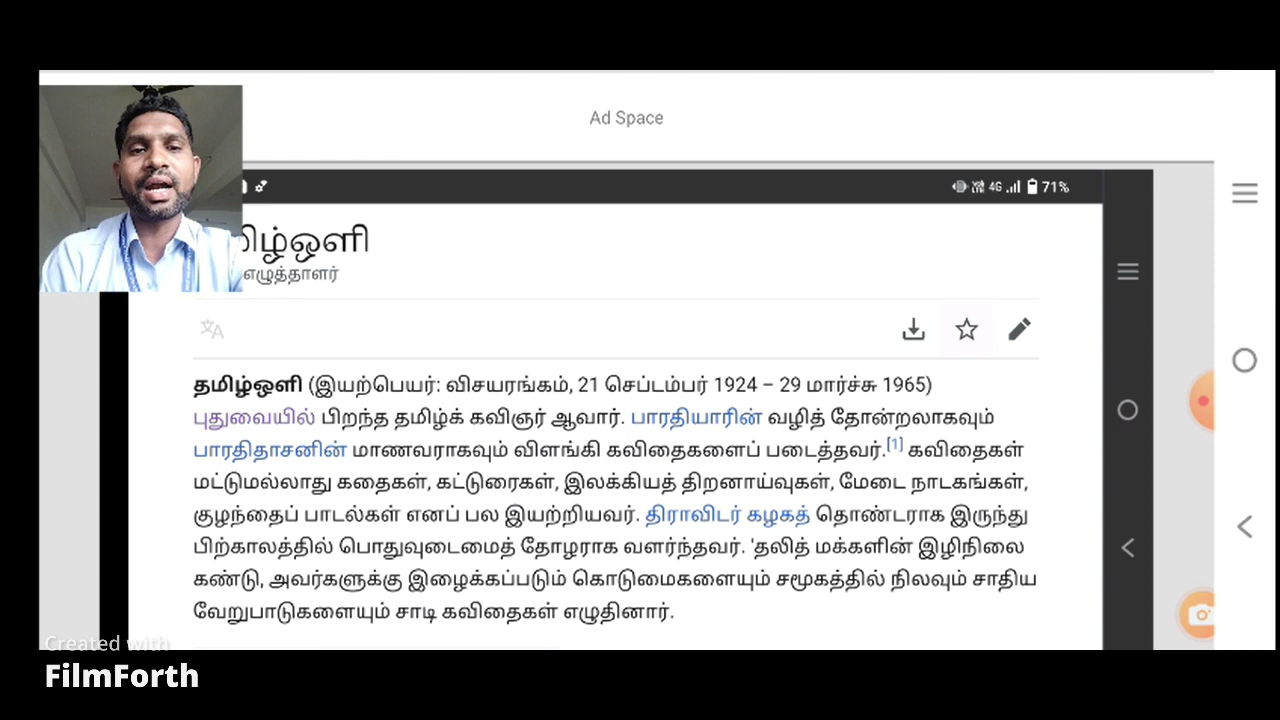 Ad Space
4G 71%
எழுத்தாளர்
தமிழ்ஒளி (இயற்பெயர்: விசயரங்கம், 21 செப்டம்பர் 1924 – 29 மார்ச்சு 1965)
புதுவையில் பிறந்த தமிழ்க் கவிஞர் ஆவார். பாரதியாரின் வழித் தோன்றலாகவும்
பாரதிதாசனின் மாணவராகவும் விளங்கி கவிதைகளைப் படைத்தவர்.[1] கவிதைகள்
மட்டுமல்லாது கதைகள், கட்டுரைகள், இலக்கியத் திறனாய்வுகள், மேடை நாடகங்கள்,
குழந்தைப் பாடல்கள் எனப் பல இயற்றியவர். திராவிடர் கழகத் தொண்டராக இருந்து
பிற்காலத்தில் பொதுவுடைமைத் தோழராக வளர்ந்தவர். 'தலித் மக்களின் இழிநிலை
கண்டு, அவர்களுக்கு இழைக்கப்படும் கொடுமைகளையும் சமூகத்தில் நிலவும் சாதிய
வேறுபாடுகளையும் சாடி கவிதைகள் எழுதினார்.
Created with
FilmForth